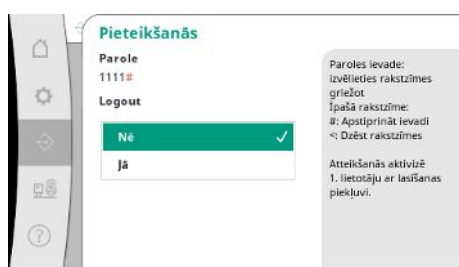 Pieteikšanās
Parole
1111#
Logout
Nē
Jā
Paroles ievade:
izvēlieties rakstzīmes
griežot
Īpašā rakstzīme:
#: Apstiprināt ievadi
<: Dzēst rakstzīmes
Atteikšanās aktivizē
1. lietotāju ar lasīšanas
piekļuvi.